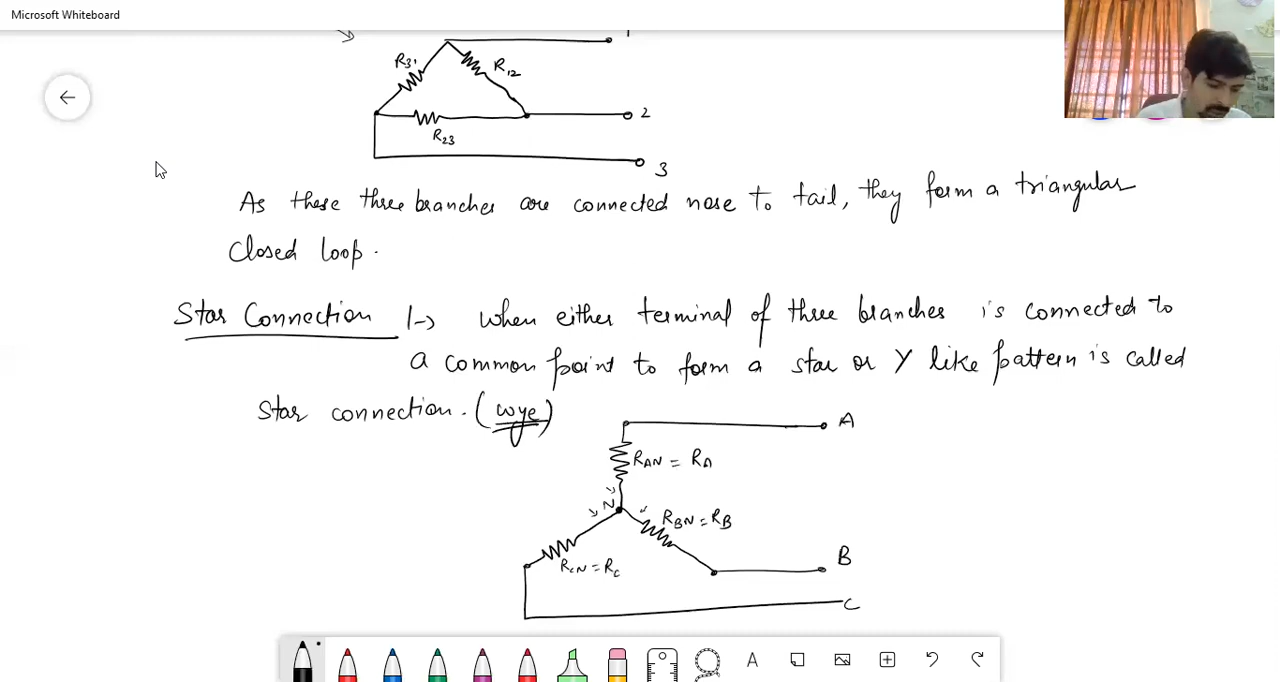 Microsoft Whiteboard
R31
R12
2
R23
3
As these three branches are connected nose to tail, they form a triangular
closed loop.
Star Connection :-> when either terminal of three branches is connected to
a common point to form a star or Y like pattern is called
star connection. (wye)
A
RAN = RA
N
RBN = RB
B
RCN = RC
C
A